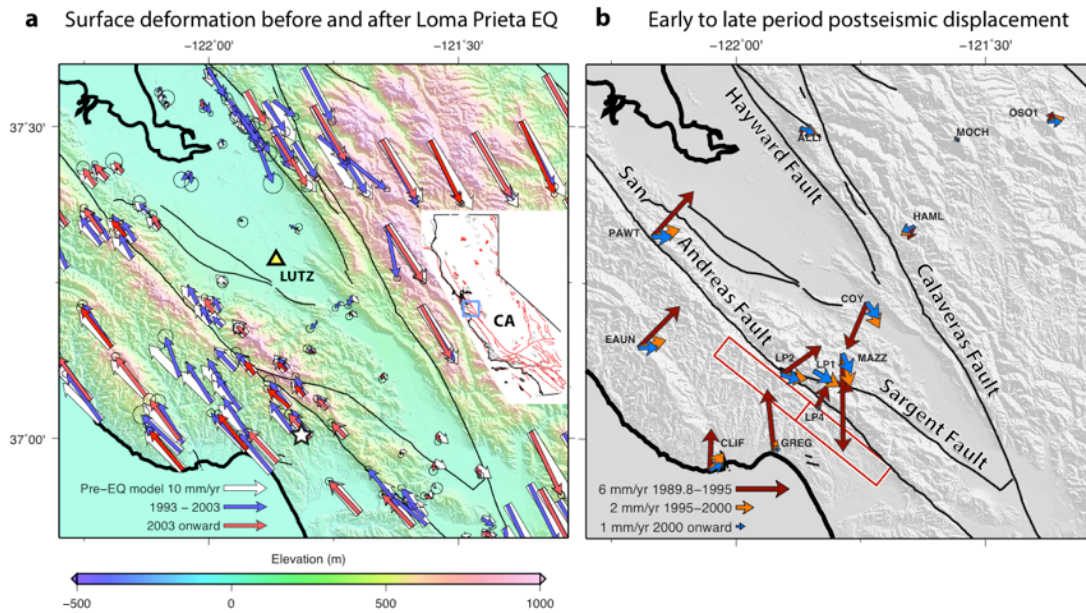 a Surface deformation before and after Loma Prieta EQ
−122˚00'
−121˚30'
37˚30'
37˚00'
LUTZ
CA
Pre−EQ model 10 mm/yr
1993 − 2003
2003 onward
Elevation (m)
−500
0
500
1000
b Early to late period postseismic displacement
−122˚00'
−121˚30'
OSO1
MOCH
ALLI
Hayward Fault
San Andreas Fault
PAWT
HAML
Calaveras Fault
COY
EAUN
LP2
LP1
MAZZ
LP4
Sargent Fault
CLIF
GREG
6 mm/yr 1989.8−1995
2 mm/yr 1995−2000
1 mm/yr 2000 onward